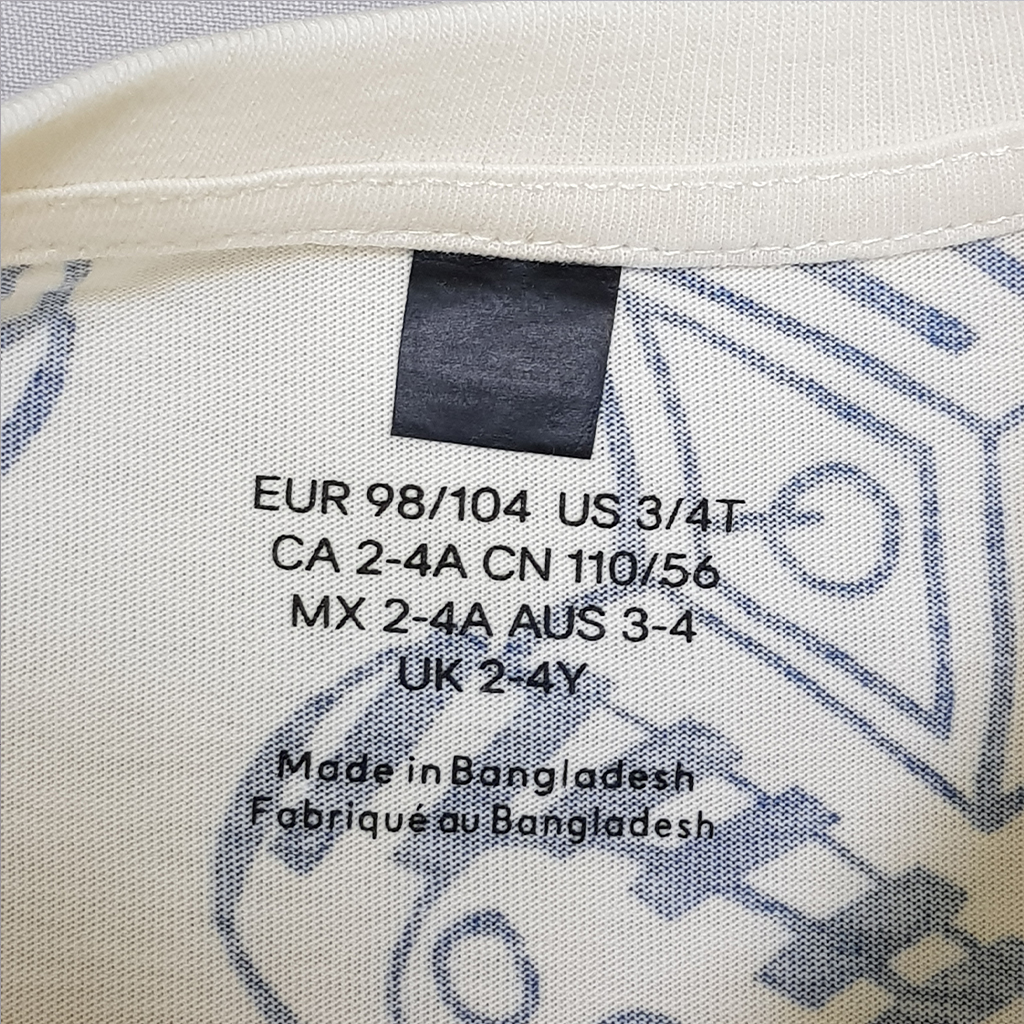 EUR 98/104 US 3/4T
CA 2-4A CN 110/56
MX 2-4A AUS 3-4
UK 2-4Y
Made in Bangladesh
Fabriqué au Bangladesh